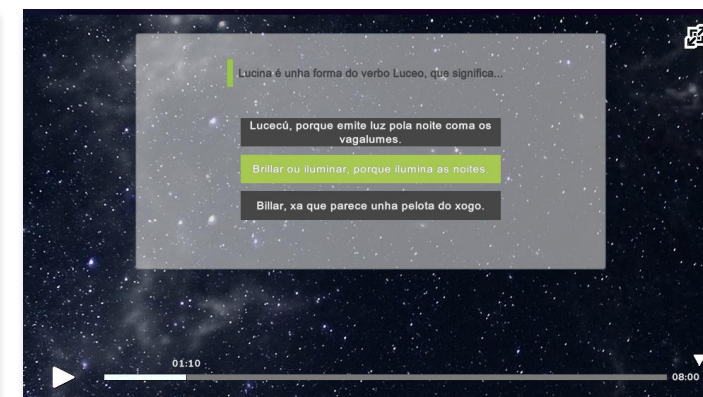 Lucina é unha forma do verbo Luceo, que significa...
Lucecú, porque emite luz pola noite coma os
vagalumes.
Brillar ou iluminar, porque ilumina as noites.
Billar, xa que parece unha pelota do xogo.
01:10
08:00